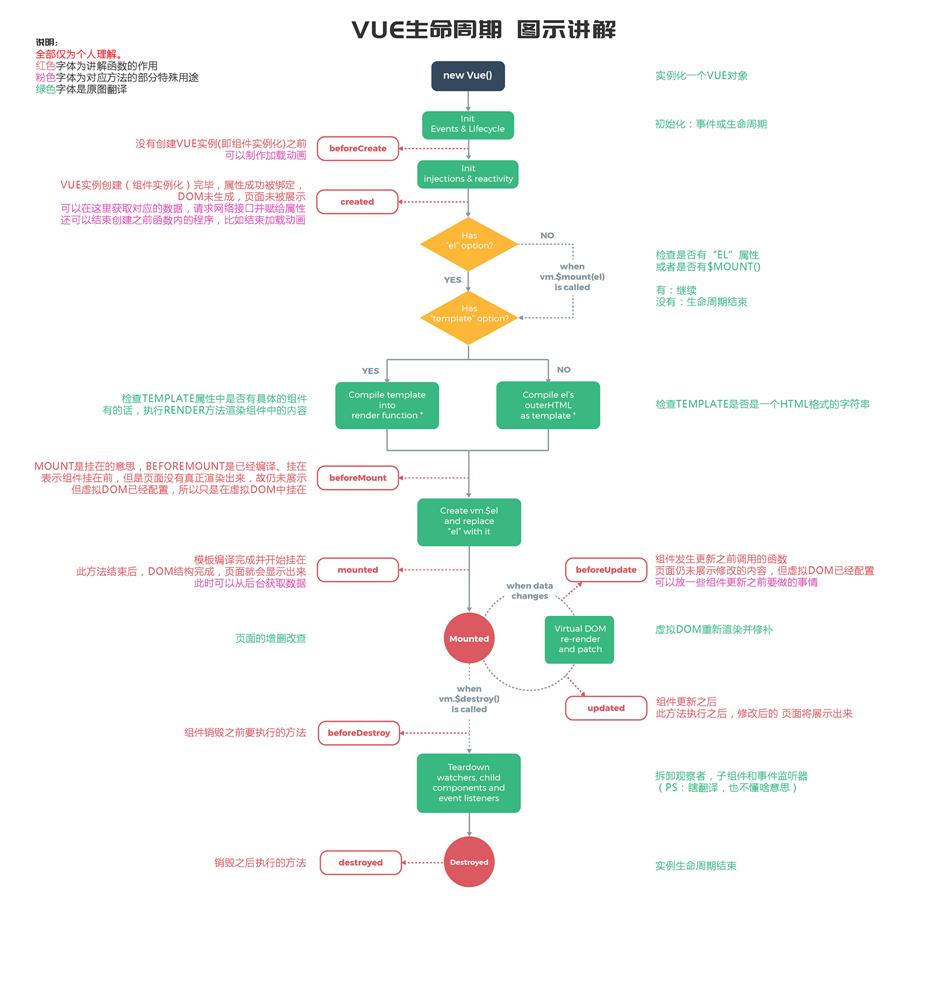 VUE生命周期 图示讲解
说明：
全部仅为个人理解。
红色字体为讲解函数的作用
粉色字体为对应方法的部分特殊用途
绿色字体是原图翻译
new Vue()
实例化一个VUE对象
Init
Events & Lifecycle
初始化：事件或生命周期
没有创建VUE实例(即组件实例化)之前
可以制作加载动画
beforeCreate
Init
injections & reactivity
VUE实例创建（组件实例化）完毕，属性成功被绑定，
DOM未生成，页面未被展示
可以在这里获取对应的数据，请求网络接口并赋给属性
还可以结束创建之前函数内的程序，比如结束加载动画
created
Has
"el" option?
NO
YES
when
vm.$mount(el)
is called
检查是否有“EL”属性
或者是否有$MOUNT()
有：继续
没有：生命周期结束
Has
"template" option?
YES
NO
检查TEMPLATE属性中是否有具体的组件
有的话，执行RENDER方法渲染组件中的内容
Compile template
into
render function *
Compile el's
outerHTML
as template *
检查TEMPLATE是否是一个HTML格式的字符串
MOUNT是挂在的意思，BEFOREMOUNT是已经编译、挂在
表示组件挂在前，但是页面没有真正渲染出来，故仍未展示
但虚拟DOM已经配置，所以只是在虚拟DOM中挂在
beforeMount
Create vm.$el
and replace
"el" with it
模板编译完成并开始挂在
此方法结束后，DOM结构完成，页面就会显示出来
此时可以从后台获取数据
mounted
when data
changes
beforeUpdate
组件发生更新之前调用的函数
页面仍未展示修改的内容，但虚拟DOM已经配置
可以放一些组件更新之前要做的事情
页面的增删改查
Mounted
Virtual DOM
re-render
and patch
虚拟DOM重新渲染并修补
when
vm.$destroy()
is called
updated
组件更新之后
此方法执行之后，修改后的 页面将展示出来
组件销毁之前要执行的方法
beforeDestroy
Teardown
watchers, child
components and
event listeners
拆卸观察者，子组件和事件监听器
（PS：瞎翻译，也不懂啥意思）
销毁之后执行的方法
destroyed
Destroyed
实例生命周期结束